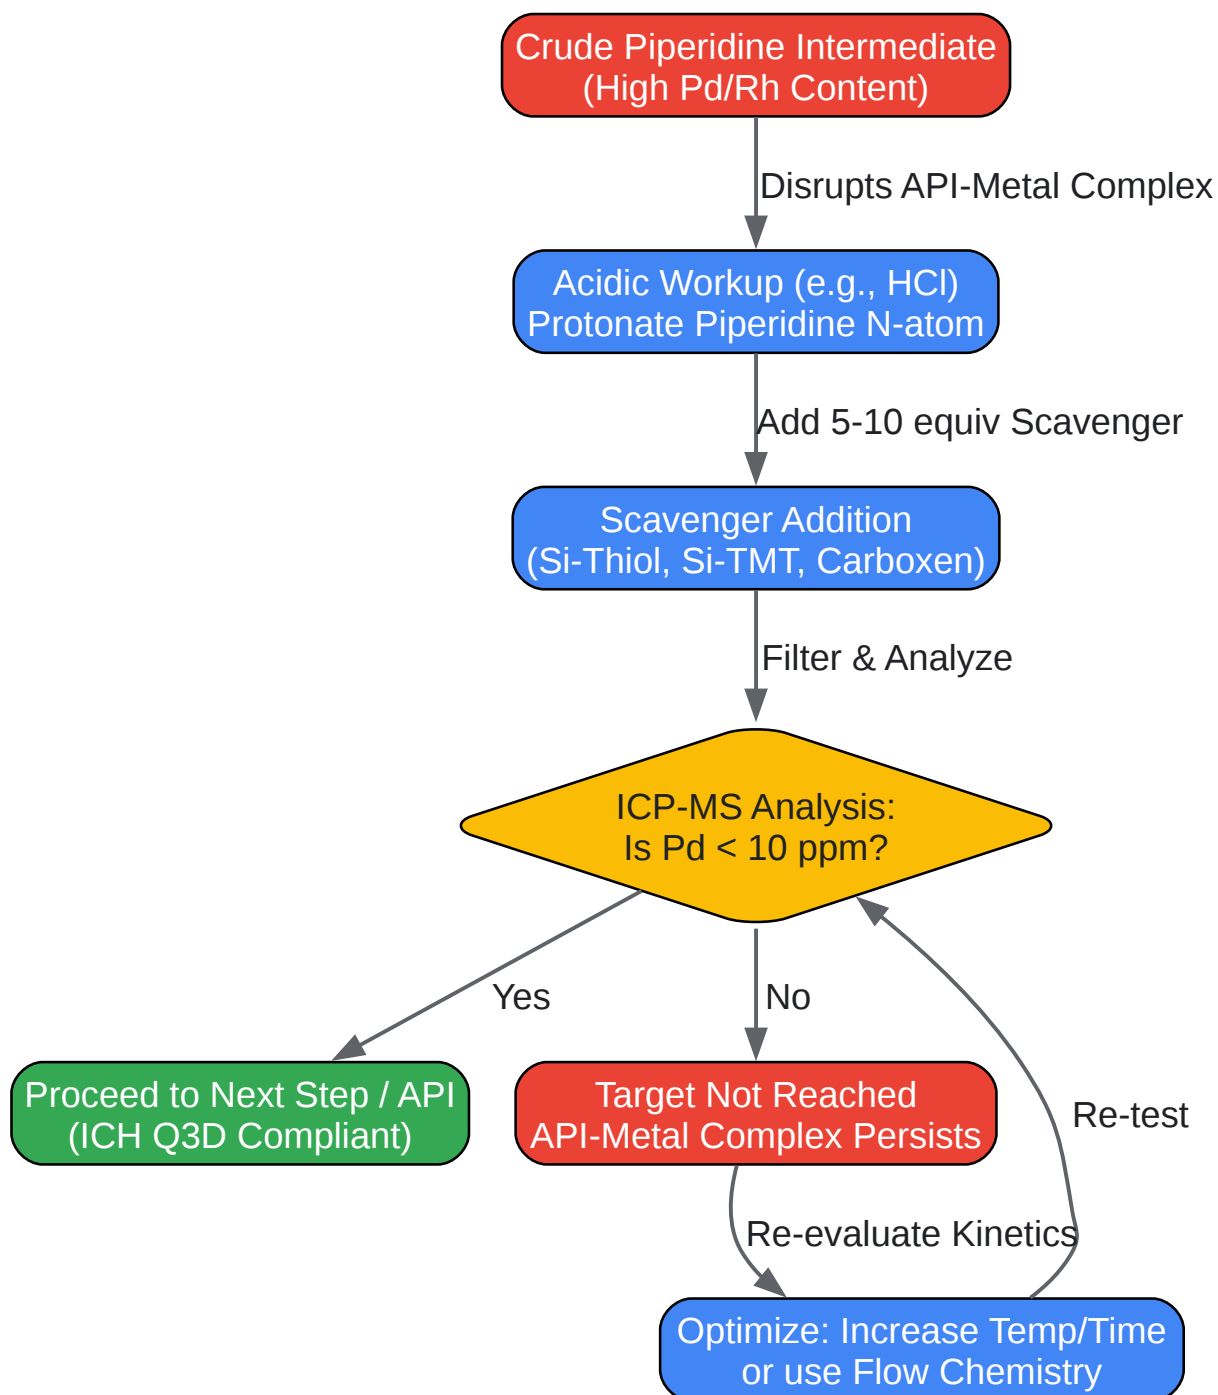 Crude Piperidine Intermediate
(High Pd/Rh Content)
Disrupts API-Metal Complex
Acidic Workup (e.g., HCl)
Protonate Piperidine N-atom
Add 5-10 equiv Scavenger
Scavenger Addition
(Si-Thiol, Si-TMT, Carboxen)
Filter & Analyze
ICP-MS Analysis:
Is Pd < 10 ppm?
Yes
No
Proceed to Next Step / API
(ICH Q3D Compliant)
Target Not Reached
API-Metal Complex Persists
Re-test
Re-evaluate Kinetics
Optimize: Increase Temp/Time
or use Flow Chemistry